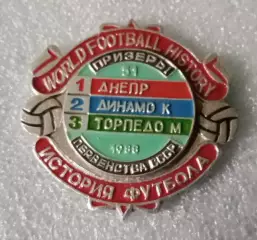 WORLD FOOTBALL HISTORY
ПРИЗЕРЫ
51
1 ДНЕПР
2 ДИНАМО К
3 ТОРПЕДО М
1988
ПЕРВЕНСТВА СССР
ИСТОРИЯ ФУТБОЛА